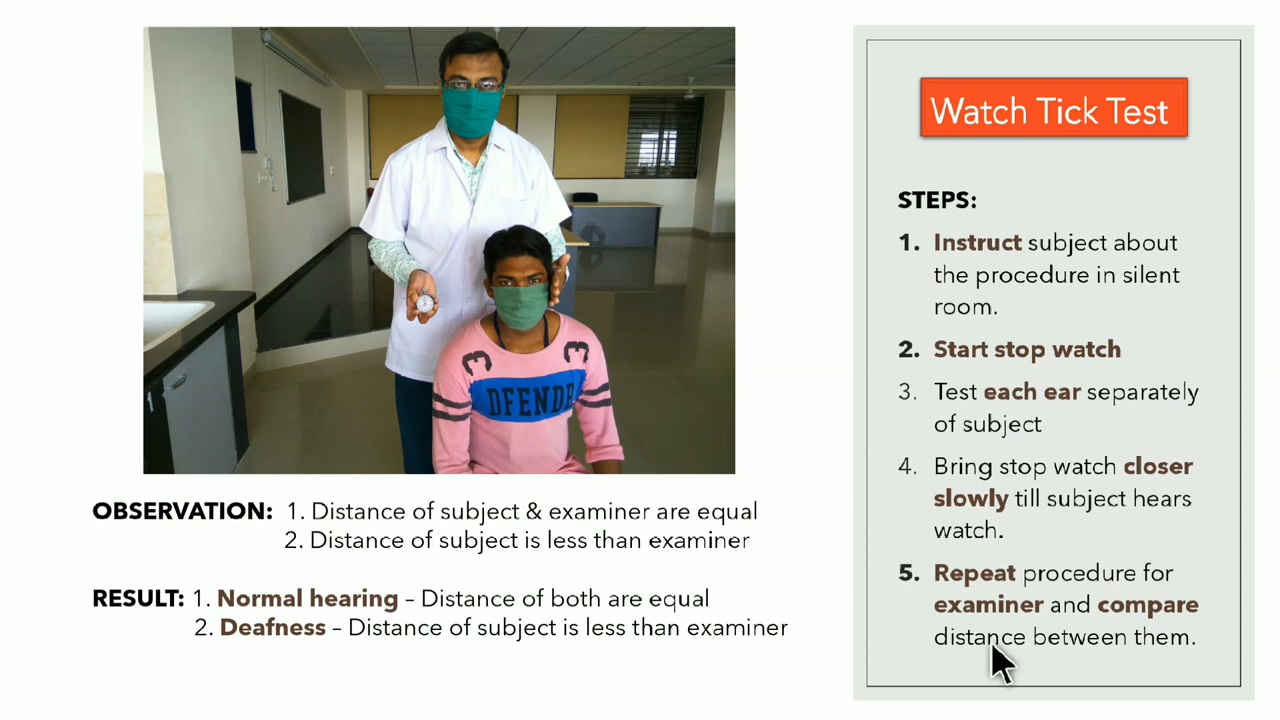 OBSERVATION: 1. Distance of subject & examiner are equal
2. Distance of subject is less than examiner
RESULT: 1. Normal hearing – Distance of both are equal
2. Deafness – Distance of subject is less than examiner
Watch Tick Test
STEPS:
1. Instruct subject about
the procedure in silent
room.
2. Start stop watch
3. Test each ear separately
of subject
4. Bring stop watch closer
slowly till subject hears
watch.
5. Repeat procedure for
examiner and compare
distance between them.